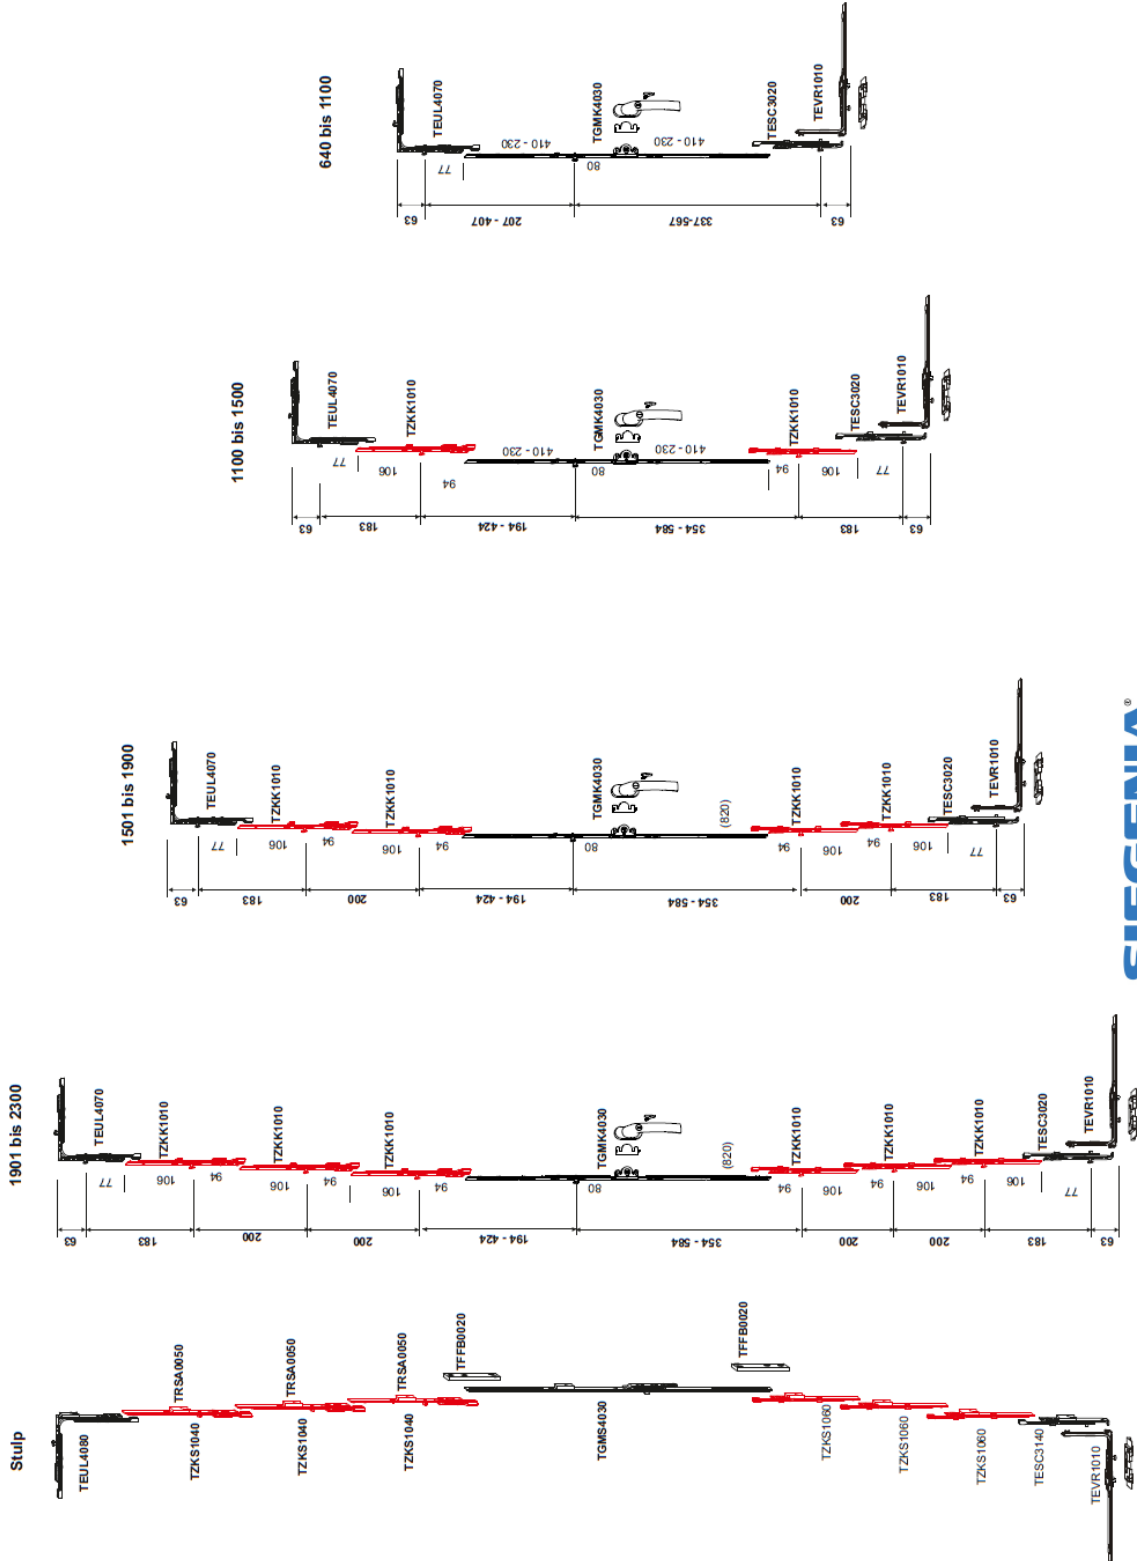 640 bis 1100
TEUL4070
TGMK4030
TESC3020
TEVR1010
77
410 - 230
80
410 - 230
63
207 - 407
337-567
63
1100 bis 1500
TEUL4070
TZKK1010
TGMK4030
TZKK1010
TESC3020
TEVR1010
77
106
94
410 - 230
80
410 - 230
94
106
77
63
183
194 - 424
354 - 584
183
63
1501 bis 1900
TEUL4070
TZKK1010
TZKK1010
TGMK4030
(820)
TZKK1010
TZKK1010
TESC3020
TEVR1010
77
106
94
106
94
80
94
106
94
106
77
63
183
200
194 - 424
354 - 584
200
183
63
SIEGENIA®
1901 bis 2300
TEUL4070
TZKK1010
TZKK1010
TZKK1010
TGMK4030
(820)
TZKK1010
TZKK1010
TZKK1010
TESC3020
TEVR1010
77
106
94
106
94
106
94
80
94
106
94
106
94
106
77
63
183
200
200
194 - 424
354 - 584
200
200
183
63
Stulp
TEUL4080
TRSA0050
TZKS1040
TRSA0050
TZKS1040
TRSA0050
TZKS1040
TFFB0020
TGMS4030
TFFB0020
TZKS1060
TZKS1060
TZKS1060
TESC3140
TEVR1010